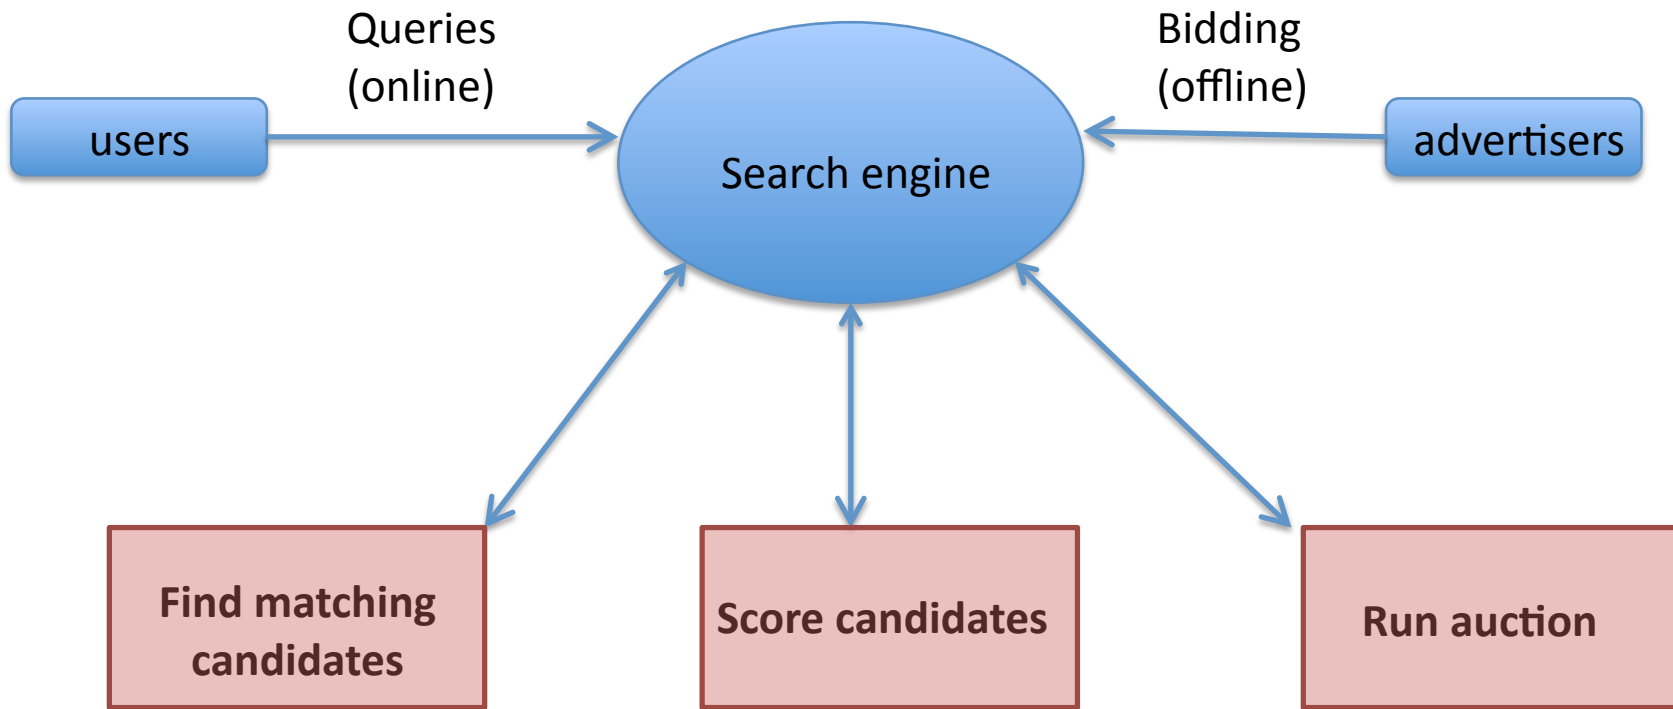 Queries
(online)
Bidding
(offline)
users
Search engine
advertisers
Find matching
candidates
Score candidates
Run auction